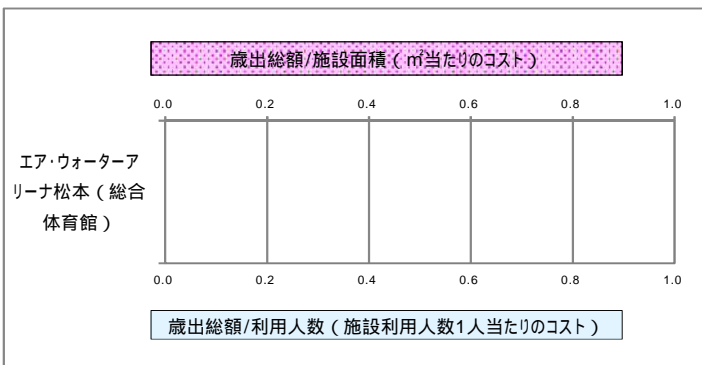 歳出総額/施設面積(㎡当たりのコスト)
0.0 0.2 0.4 0.6 0.8 1.0
エア・ウォーターア
リーナ松本(総合
体育館)
0.0 0.2 0.4 0.6 0.8 1.0
歳出総額/利用人数(施設利用人数1人当たりのコスト)